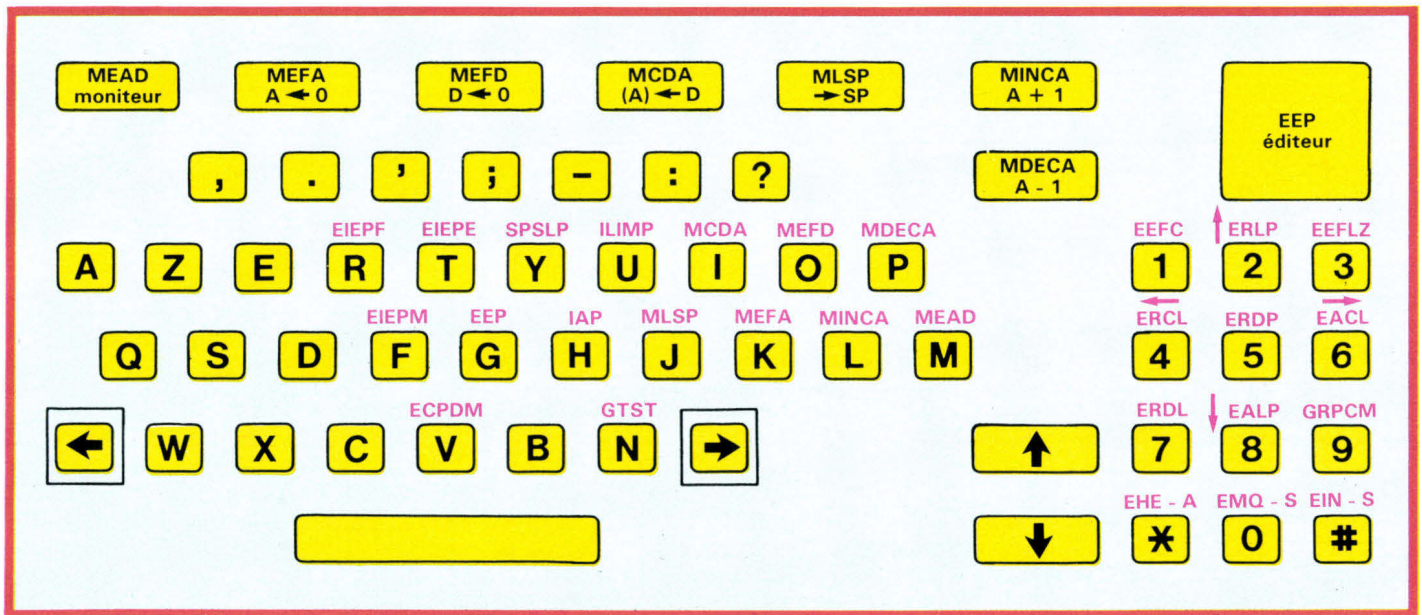 MEAD MEFA MEFD MCDA MLSP MINCA
moniteur A ← 0 D ← 0 (A) ← D → SP A + 1
EEP
éditeur
, . ' ; - : ?
MDECA
A - 1
EIEPF EIEPE SPSLP ILIMP MCDA MEFD MDECA EEFC ↑ ERLP EEFLZ
A Z E R T Y U I O P 1 2 3
← →
EIEPM EEP IAP MLSP MEFA MINCA MEAD ERCL ERDP EACL
Q S D F G H J K L M 4 5 6
ECPDM GTST ERDL ↓ EALP GRPCM
← W X C V B N → ↑ 7 8 9
EHE - A EMQ - S EIN - S
↓ * 0 #